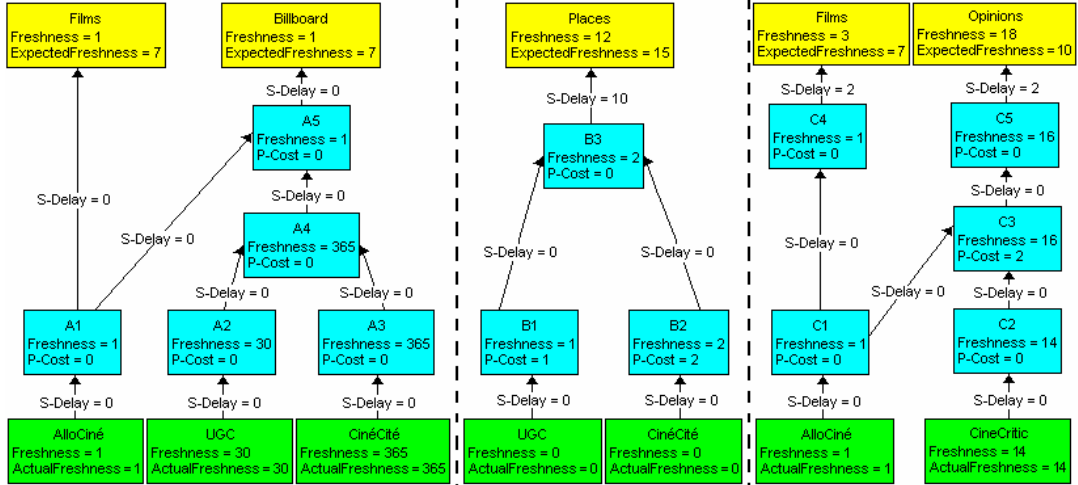 Films
Freshness = 1
ExpectedFreshness = 7
Billboard
Freshness = 1
ExpectedFreshness = 7
S-Delay = 0
A5
Freshness = 1
P-Cost = 0
S-Delay = 0
S-Delay = 0
S-Delay = 0
A4
Freshness = 365
P-Cost = 0
S-Delay = 0
S-Delay = 0
A1
Freshness = 1
P-Cost = 0
A2
Freshness = 30
P-Cost = 0
A3
Freshness = 365
P-Cost = 0
S-Delay = 0
S-Delay = 0
S-Delay = 0
AlloCiné
Freshness = 1
ActualFreshness = 1
UGC
Freshness = 30
ActualFreshness = 30
CinéCité
Freshness = 365
ActualFreshness = 365
Places
Freshness = 12
ExpectedFreshness = 15
S-Delay = 10
B3
Freshness = 2
P-Cost = 0
S-Delay = 0
S-Delay = 0
B1
Freshness = 1
P-Cost = 1
B2
Freshness = 2
P-Cost = 2
S-Delay = 0
S-Delay = 0
UGC
Freshness = 0
ActualFreshness = 0
CinéCité
Freshness = 0
ActualFreshness = 0
Films
Freshness = 3
ExpectedFreshness = 7
Opinions
Freshness = 18
ExpectedFreshness = 10
S-Delay = 2
S-Delay = 2
C4
Freshness = 1
P-Cost = 0
C5
Freshness = 16
P-Cost = 0
S-Delay = 0
S-Delay = 0
C3
Freshness = 16
P-Cost = 2
S-Delay = 0
S-Delay = 0
C1
Freshness = 1
P-Cost = 0
C2
Freshness = 14
P-Cost = 0
S-Delay = 0
S-Delay = 0
AlloCiné
Freshness = 1
ActualFreshness = 1
CineCritic
Freshness = 14
ActualFreshness = 14